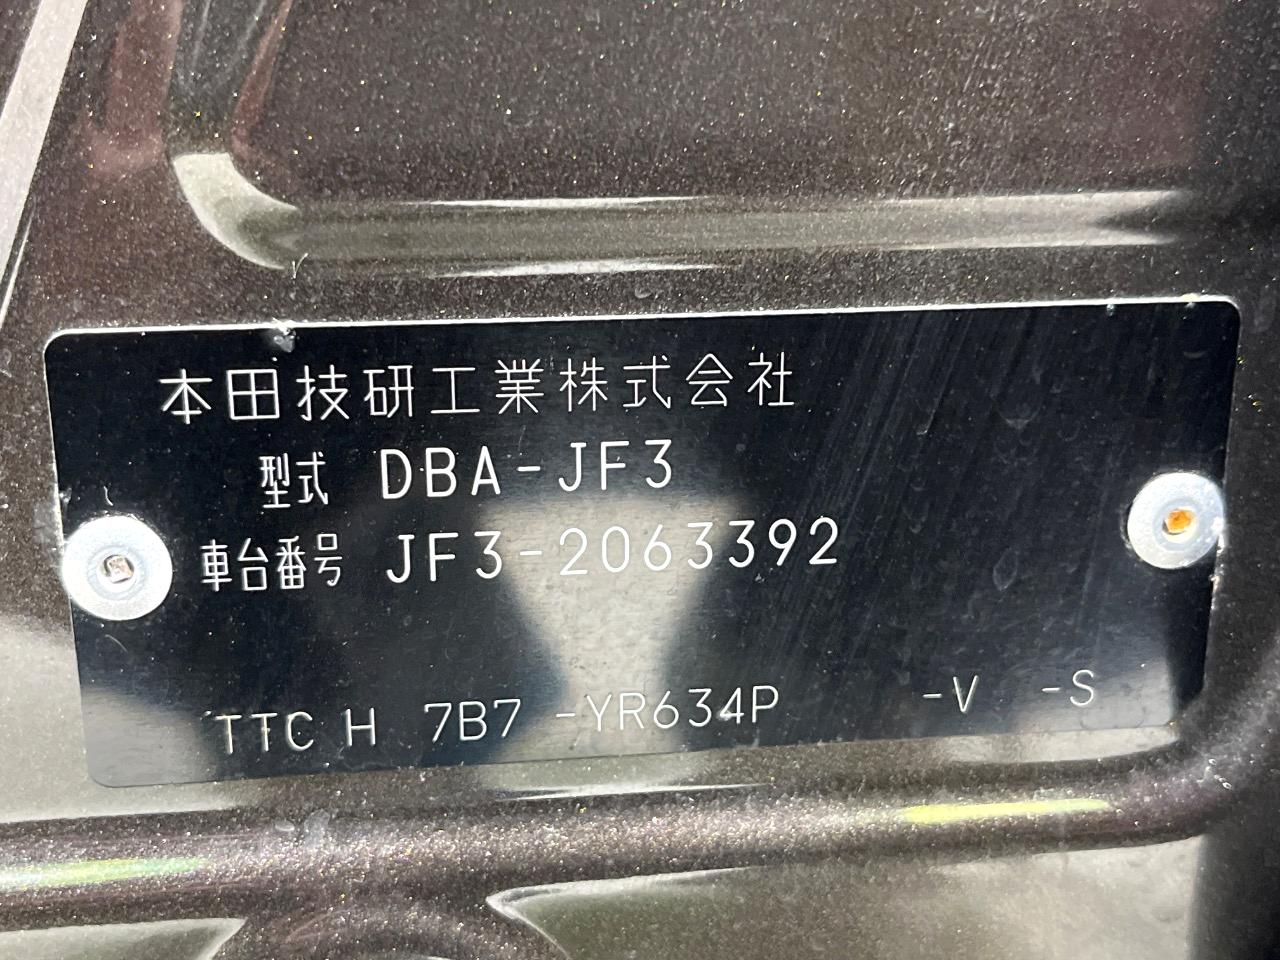 本田技研工業株式会社
型式 DBA-JF3
車台番号 JF3-2063392
TTC H 7B7 -YR634P -V -S